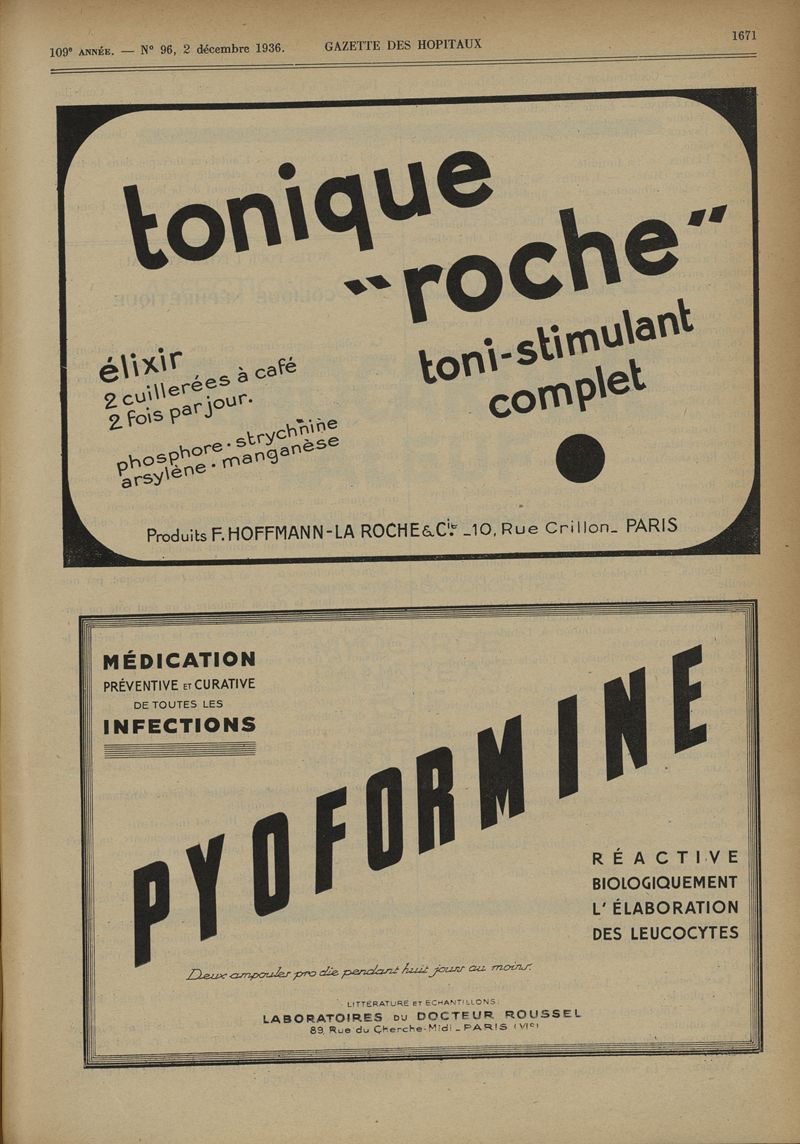 109e ANNÉE. — N° 96, 2 décembre 1936. GAZETTE DES HOPITAUX 1671
tonique
"roche"
toni-stimulant
complet
élixir
2 cuillerées à café
2 fois par jour.
phosphore · strychnine
arsylène · manganèse
Produits F. HOFFMANN-LA ROCHE & Cie. _10, Rue Crillon_ PARIS
MÉDICATION
PRÉVENTIVE ET CURATIVE
DE TOUTES LES
INFECTIONS
PYOFORMINE
RÉACTIVE
BIOLOGIQUEMENT
L'ÉLABORATION
DES LEUCOCYTES
Deux ampoules pro die pendant huit jours au moins.
LITTÉRATURE ET ECHANTILLONS:
LABORATOIRES DU DOCTEUR ROUSSEL
89, Rue du Cherche-Midi _ PARIS (VIe)